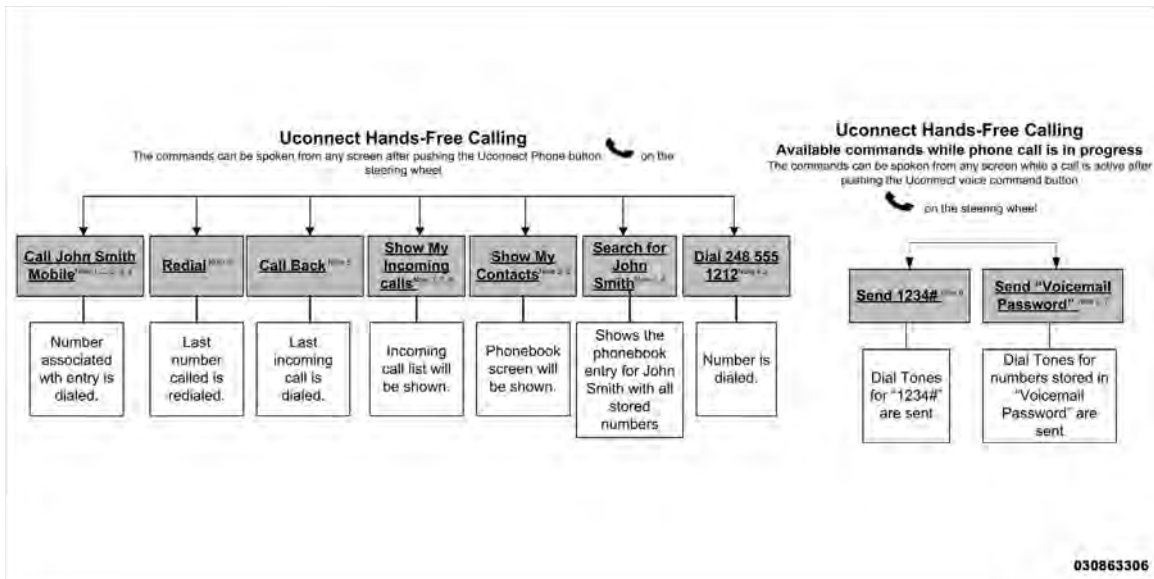 Uconnect Hands-Free Calling
The commands can be spoken from any screen after pushing the Uconnect Phone button on the
steering wheel
Call John Smith
Mobile
Number
associated
wth entry is
dialed.
Redial
Last
number
called is
redialed.
Call Back
Last
incoming
call is
dialed.
Show My
Incoming
calls
Incoming
call list will
be shown.
Show My
Contacts
Phonebook
screen will
be shown.
Search for
John
Smith
Shows the
phonebook
entry for John
Smith with all
stored
numbers
Dial 248 555
1212
Number is
dialed.
Uconnect Hands-Free Calling
Available commands while phone call is in progress
The commands can be spoken from any screen while a call is active after
pushing the Uconnect voice command button
on the steering wheel
Send 1234#
Dial Tones
for "1234#"
are sent
Send "Voicemail
Password"
Dial Tones for
numbers stored in
"Voicemail
Password" are
sent
030863306